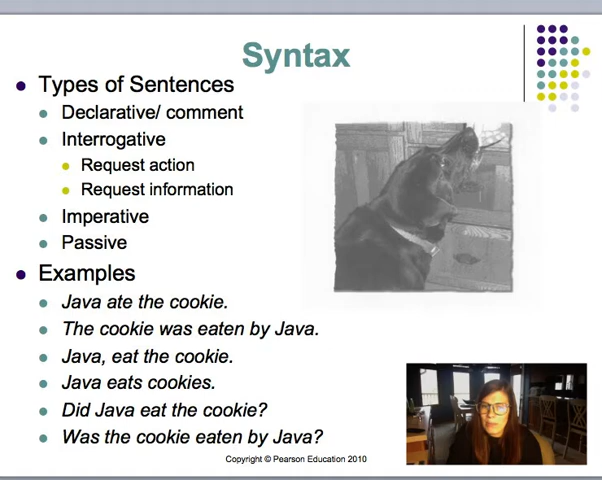 Syntax
Types of Sentences
Declarative/ comment
Interrogative
Request action
Request information
Imperative
Passive
Examples
Java ate the cookie.
The cookie was eaten by Java.
Java, eat the cookie.
Java eats cookies.
Did Java eat the cookie?
Was the cookie eaten by Java?
Copyright © Pearson Education 2010